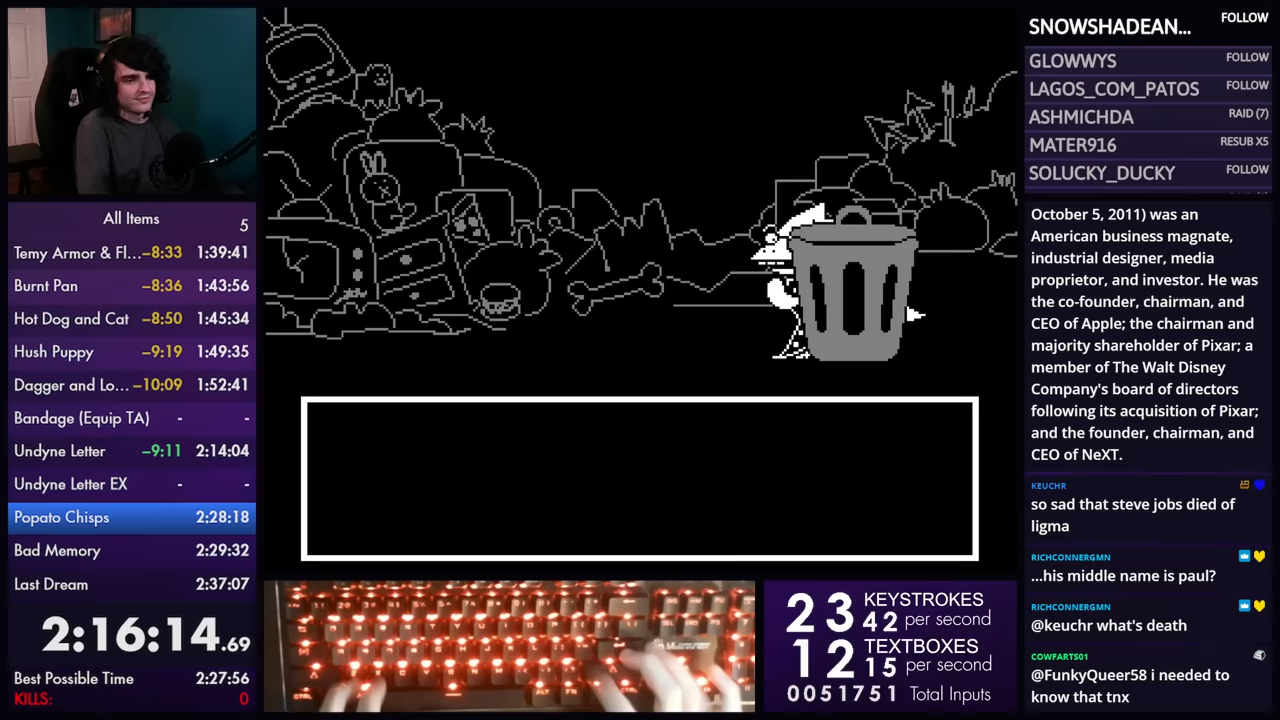 All Items 5
Temy Armor & Fl... −8:33 1:39:41
Burnt Pan −8:36 1:43:56
Hot Dog and Cat −8:50 1:45:34
Hush Puppy −9:19 1:49:35
Dagger and Lo... −10:09 1:52:41
Bandage (Equip TA) - -
Undyne Letter −9:11 2:14:04
Undyne Letter EX - -
Popato Chisps 2:28:18
Bad Memory 2:29:32
Last Dream 2:37:07
2:16:14.69
Best Possible Time 2:27:56
KILLS: 0
23 42 KEYSTROKES per second
12 15 TEXTBOXES per second
0051751 Total Inputs
SNOWSHADEAN... FOLLOW
GLOWWYS FOLLOW
LAGOS_COM_PATOS FOLLOW
ASHMICHDA RAID (7)
MATER916 RESUB X5
SOLUCKY_DUCKY FOLLOW
October 5, 2011) was an
American business magnate,
industrial designer, media
proprietor, and investor. He was
the co-founder, chairman, and
CEO of Apple; the chairman and
majority shareholder of Pixar; a
member of The Walt Disney
Company's board of directors
following its acquisition of Pixar;
and the founder, chairman, and
CEO of NeXT.
KEUCHR
so sad that steve jobs died of
ligma
RICHCONNERGMN
...his middle name is paul?
RICHCONNERGMN
@keuchr what's death
COWFARTS01
@FunkyQueer58 i needed to
know that tnx